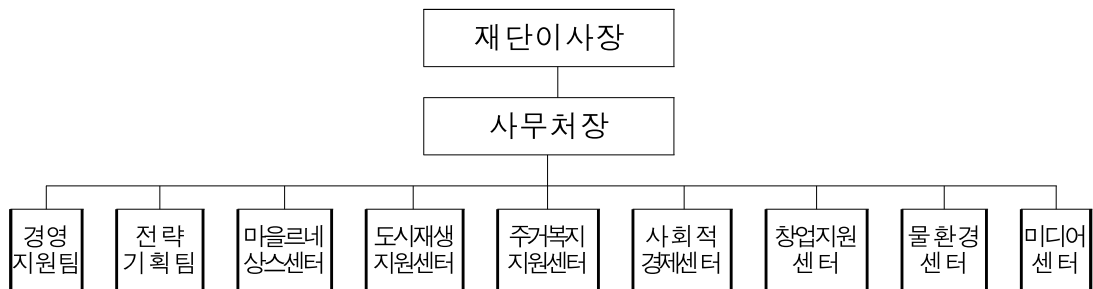 재단이사장
사무처장
경영
지원팀
전략
기획팀
마을르네
상스센터
도시재생
지원센터
주거복지
지원센터
사회적
경제센터
창업지원
센터
물환경
센터
미디어
센터